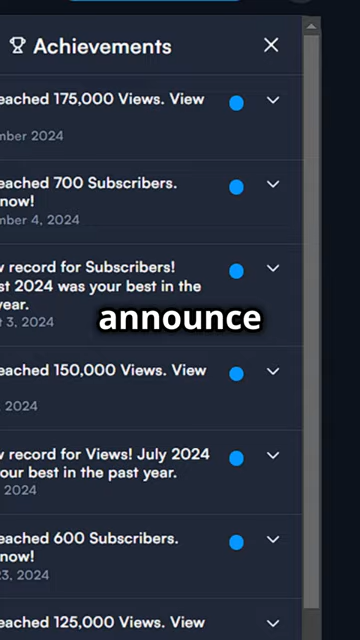 Achievements
eached 175,000 Views. View
mber 2024
eached 700 Subscribers.
now!
mber 4, 2024
w record for Subscribers!
st 2024 was your best in the
year.
t 3, 2024
announce
eached 150,000 Views. View
, 2024
w record for Views! July 2024
our best in the past year.
2024
eached 600 Subscribers.
now!
23, 2024
eached 125,000 Views. View